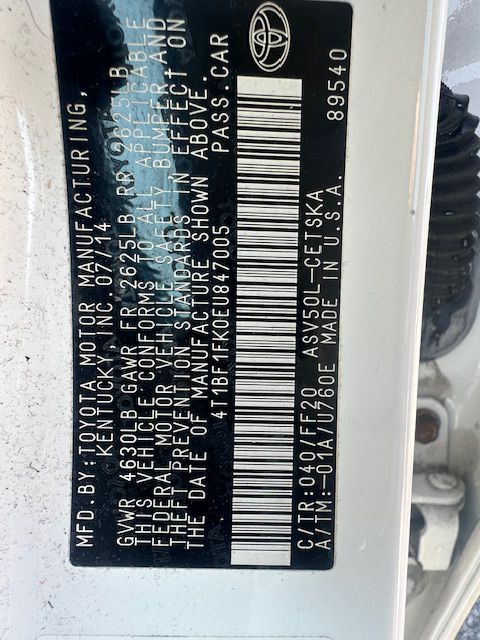 MFD. BY: TOYOTA MOTOR MANUFACTURING,
KENTUCKY, INC. 07/14
GVWR 4630LB GAWR FR 2625LB RR 2625LB
THIS VEHICLE CONFORMS TO ALL APPLICABLE
FEDERAL MOTOR VEHICLE SAFETY BUMPER AND
THEFT PREVENTION STANDARDS IN EFFECT ON
THE DATE OF MANUFACTURE SHOWN ABOVE.
4T1BF1FK0EU847005 PASS.CAR
C/TR:040/FF20 ASV50L-CETSKA
A/TM:-01A/U760E MADE IN U.S.A. 89540